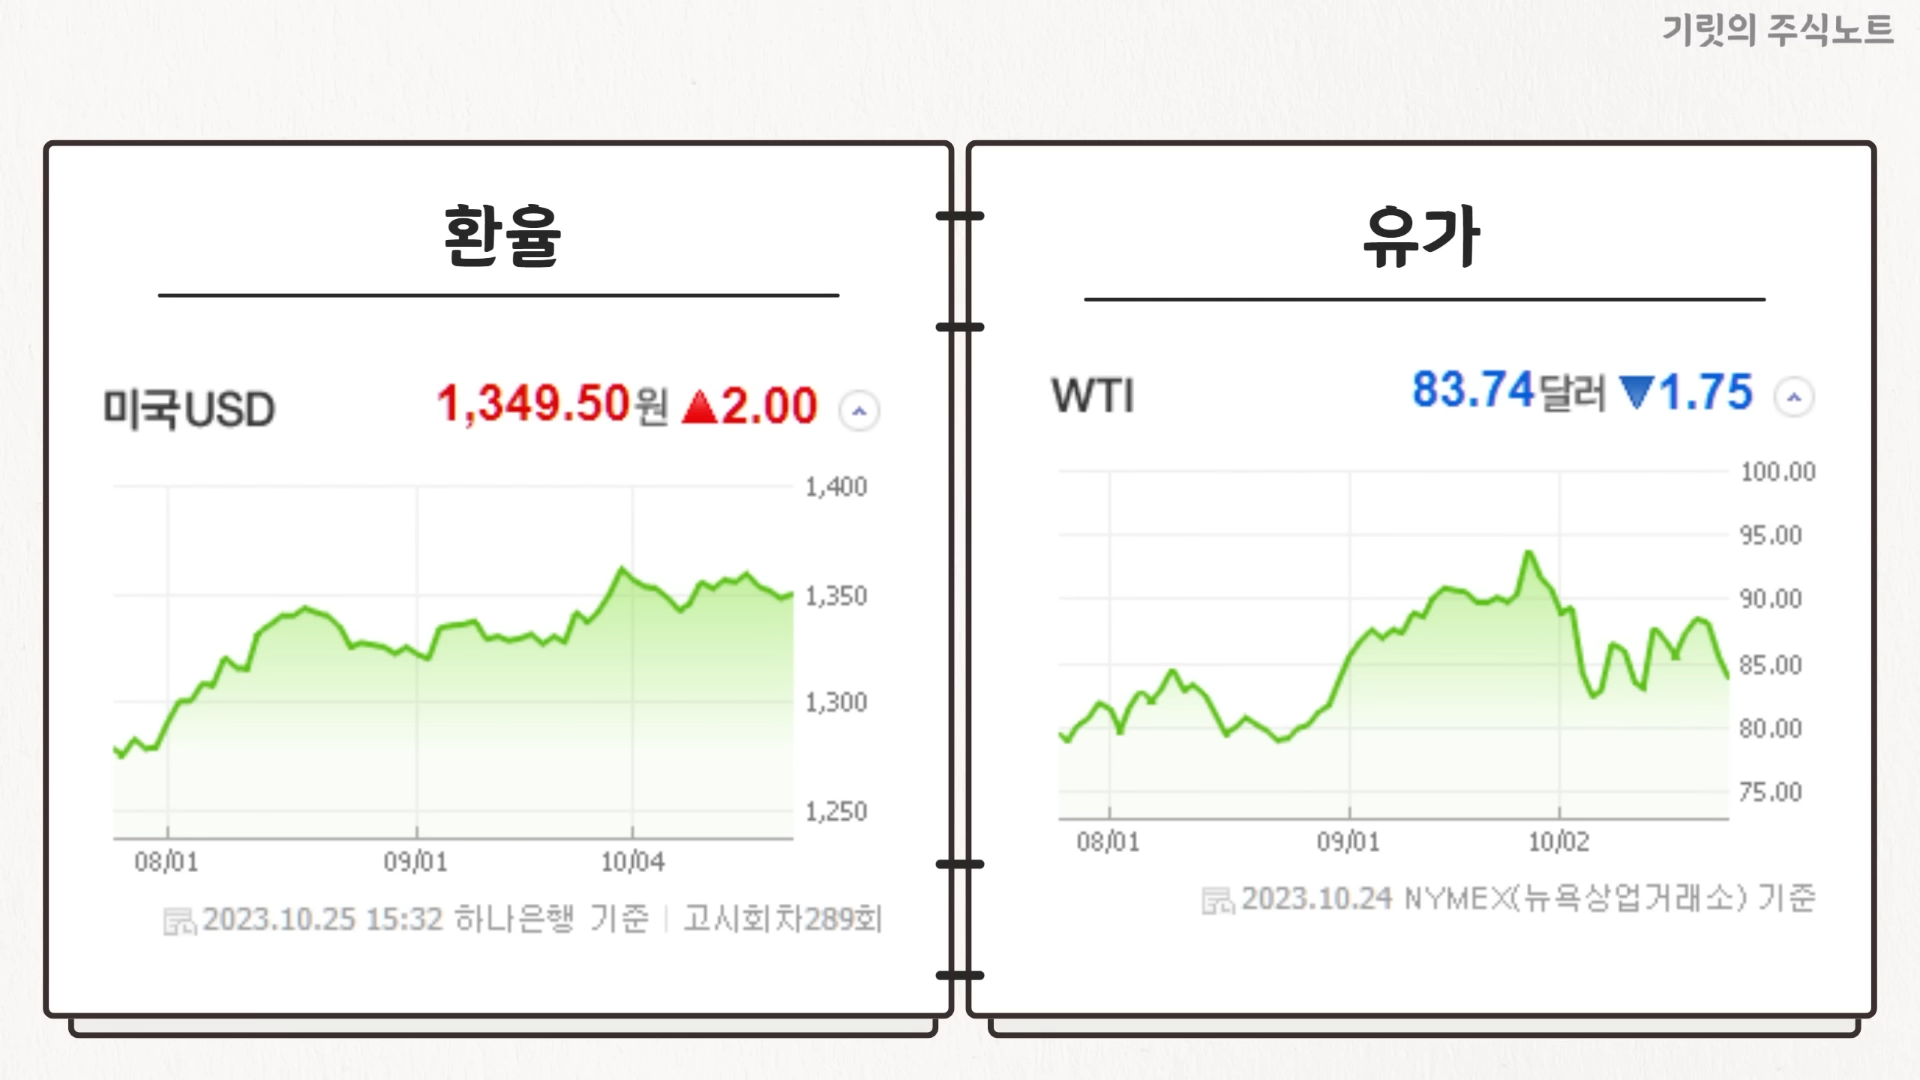 기릿의 주식노트
환율
미국USD 1,349.50원 ▲2.00
1,400
1,350
1,300
1,250
08/01 09/01 10/04
2023.10.25 15:32 하나은행 기준 | 고시회차289회
유가
WTI 83.74달러 ▼1.75
100.00
95.00
90.00
85.00
80.00
75.00
08/01 09/01 10/02
2023.10.24 NYMEX(뉴욕상업거래소) 기준